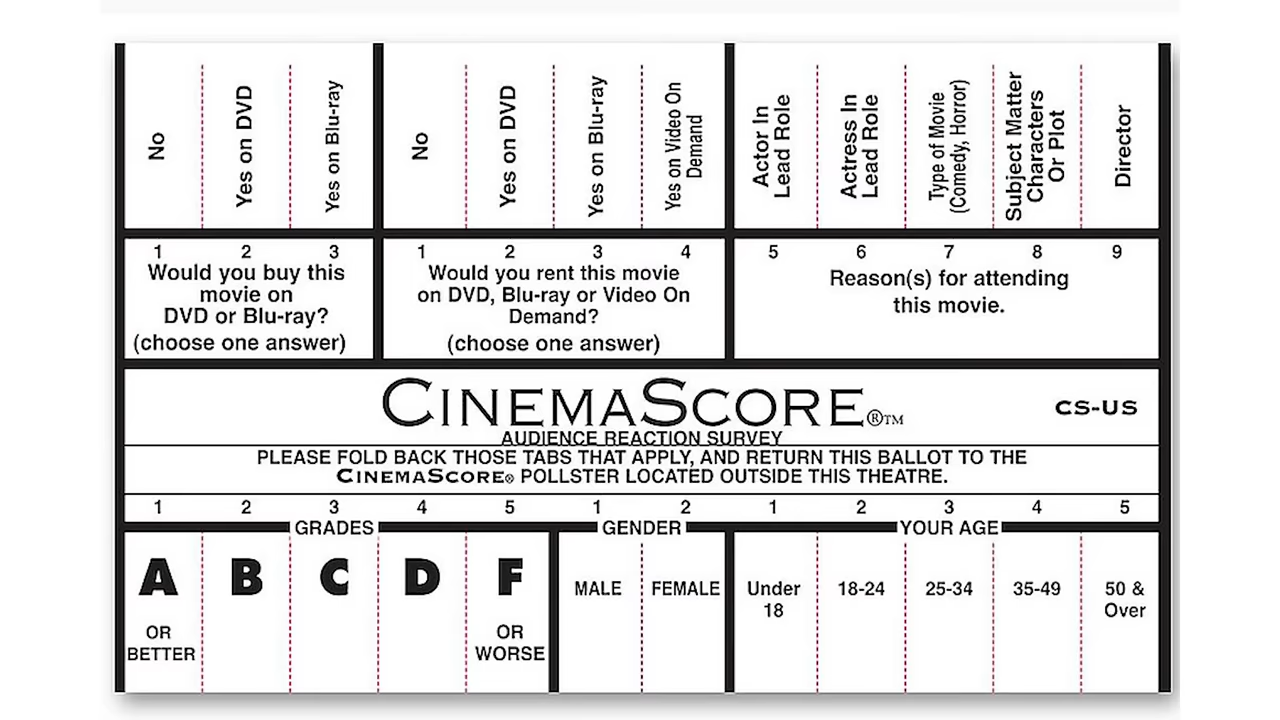 No
Yes on DVD
Yes on Blu-ray
No
Yes on DVD
Yes on Blu-ray
Yes on Video On
Demand
Actor In
Lead Role
Actress In
Lead Role
Type of Movie
(Comedy, Horror)
Subject Matter
Characters
Or Plot
Director
1 2 3
Would you buy this
movie on
DVD or Blu-ray?
(choose one answer)
1 2 3 4
Would you rent this movie
on DVD, Blu-ray or Video On
Demand?
(choose one answer)
5 6 7 8 9
Reason(s) for attending
this movie.
CINEMASCORE®™
CS-US
AUDIENCE REACTION SURVEY
PLEASE FOLD BACK THOSE TABS THAT APPLY, AND RETURN THIS BALLOT TO THE
CINEMASCORE® POLLSTER LOCATED OUTSIDE THIS THEATRE.
1 2 3 4 5 1 2 1 2 3 4 5
GRADES GENDER YOUR AGE
A
OR
BETTER
B
C
D
F
OR
WORSE
MALE
FEMALE
Under
18
18-24
25-34
35-49
50 &
Over